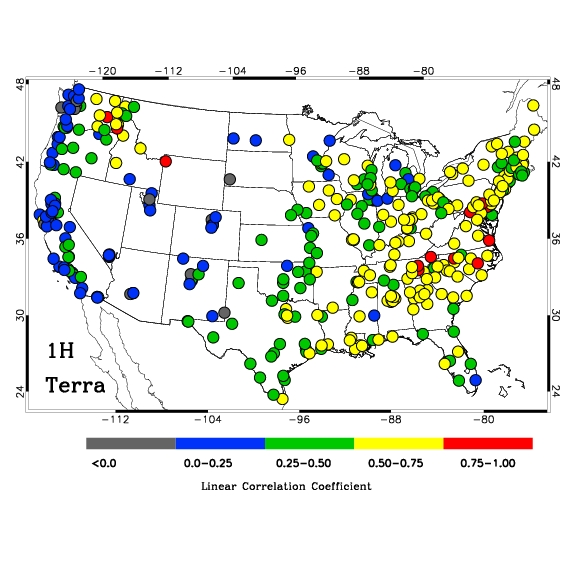 −120 −112 −104 −96 −88 −80
48 48
42 42
36 36
30 30
24 24
1H
Terra
−112 −104 −96 −88 −80
<0.0 0.0−0.25 0.25−0.50 0.50−0.75 0.75−1.00
Linear Correlation Coefficient